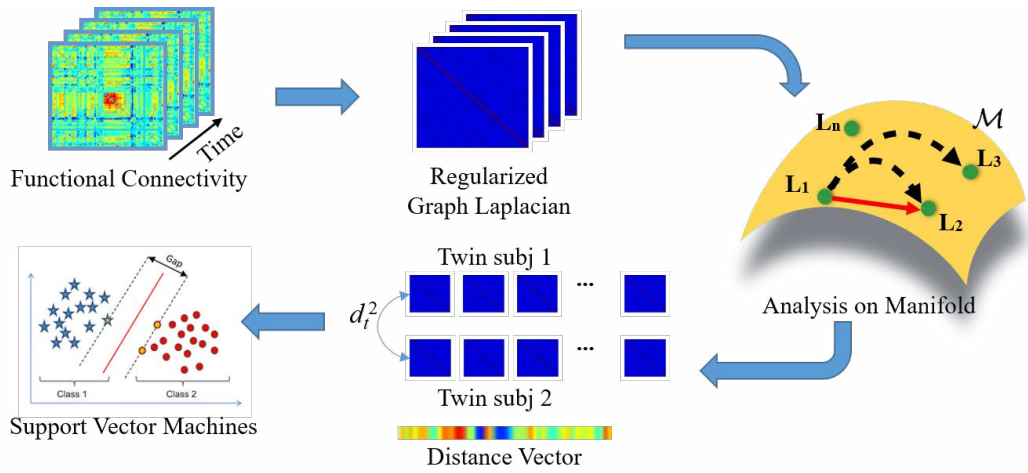 Time
Functional Connectivity
Regularized
Graph Laplacian
ℳ
Lₙ
L₃
L₁
L₂
Analysis on Manifold
Twin subj 1
...
dₜ²
...
Twin subj 2
Distance Vector
Gap
Class 1
Class 2
Support Vector Machines